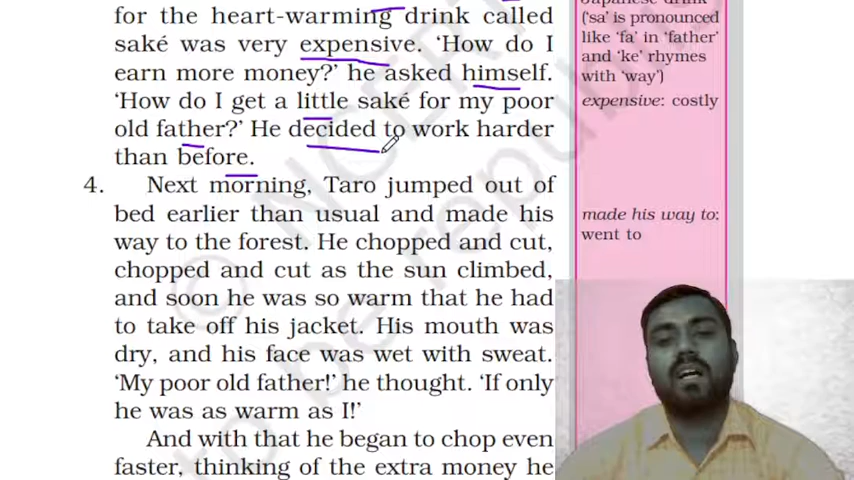 for the heart-warming drink called
saké was very expensive. ‘How do I
earn more money?’ he asked himself.
‘How do I get a little saké for my poor
old father?’ He decided to work harder
than before.
4. Next morning, Taro jumped out of
bed earlier than usual and made his
way to the forest. He chopped and cut,
chopped and cut as the sun climbed,
and soon he was so warm that he had
to take off his jacket. His mouth was
dry, and his face was wet with sweat.
‘My poor old father!’ he thought. ‘If only
he was as warm as I!’
And with that he began to chop even
faster, thinking of the extra money he
Japanese drink
(‘sa’ is pronounced
like ‘fa’ in ‘father’
and ‘ke’ rhymes
with ‘way’)
expensive: costly
made his way to:
went to
© NCERT
be republis